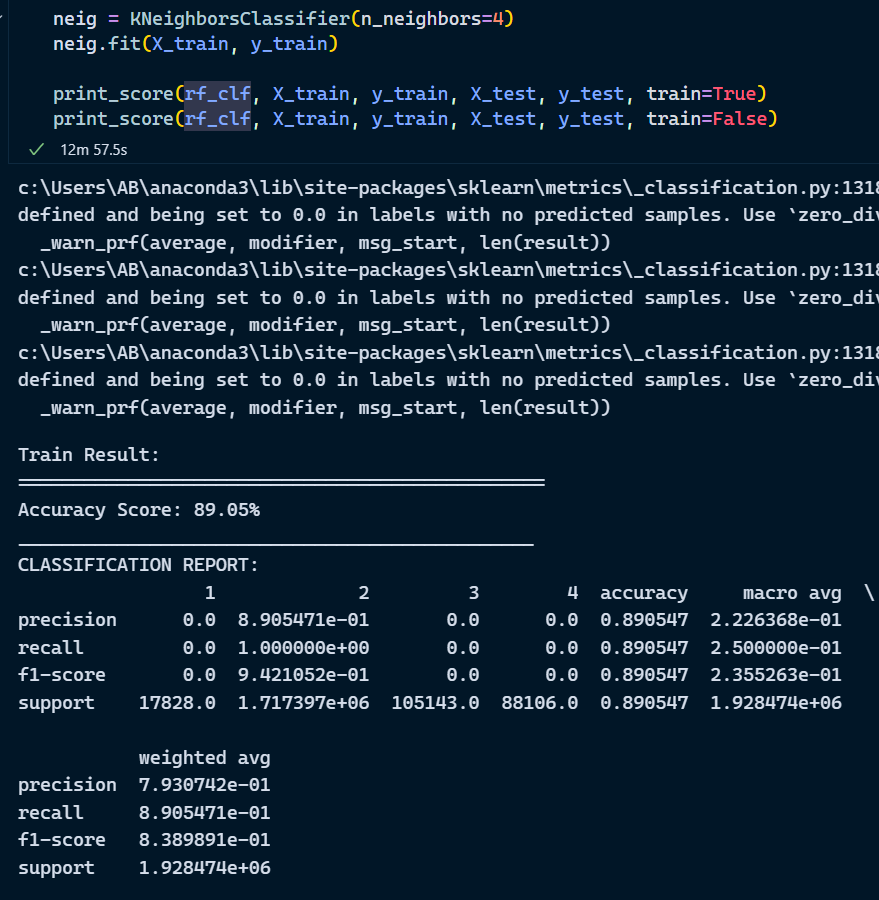 neig = KNeighborsClassifier(n_neighbors=4)
neig.fit(X_train, y_train)
print_score(rf_clf, X_train, y_train, X_test, y_test, train=True)
print_score(rf_clf, X_train, y_train, X_test, y_test, train=False)
✓ 12m 57.5s
c:\Users\AB\anaconda3\lib\site-packages\sklearn\metrics\_classification.py:1318
defined and being set to 0.0 in labels with no predicted samples. Use `zero_div
_warn_prf(average, modifier, msg_start, len(result))
c:\Users\AB\anaconda3\lib\site-packages\sklearn\metrics\_classification.py:1318
defined and being set to 0.0 in labels with no predicted samples. Use `zero_div
_warn_prf(average, modifier, msg_start, len(result))
c:\Users\AB\anaconda3\lib\site-packages\sklearn\metrics\_classification.py:1318
defined and being set to 0.0 in labels with no predicted samples. Use `zero_div
_warn_prf(average, modifier, msg_start, len(result))
Train Result:
================================================
Accuracy Score: 89.05%
_______________________________________________
CLASSIFICATION REPORT:
1 2 3 4 accuracy macro avg \
precision 0.0 8.905471e-01 0.0 0.0 0.890547 2.226368e-01
recall 0.0 1.000000e+00 0.0 0.0 0.890547 2.500000e-01
f1-score 0.0 9.421052e-01 0.0 0.0 0.890547 2.355263e-01
support 17828.0 1.717397e+06 105143.0 88106.0 0.890547 1.928474e+06
weighted avg
precision 7.930742e-01
recall 8.905471e-01
f1-score 8.389891e-01
support 1.928474e+06